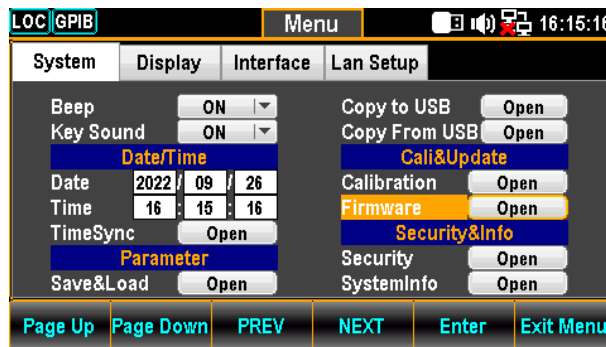 LOC GPIB Menu 16:15:16
System Display Interface Lan Setup
Beep ON
Key Sound ON
Date/Time
Date 2022 / 09 / 26
Time 16 : 15 : 16
TimeSync Open
Parameter
Save&Load Open
Copy to USB Open
Copy From USB Open
Cali&Update
Calibration Open
Firmware Open
Security&Info
Security Open
SystemInfo Open
Page Up Page Down PREV NEXT Enter Exit Menu